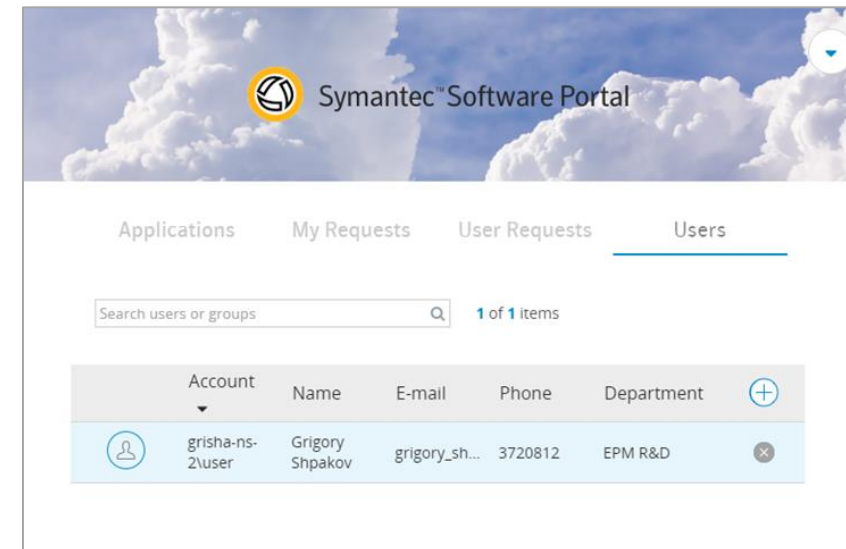 Symantec™ Software Portal
Applications My Requests User Requests Users
Search users or groups 1 of 1 items
Account Name E-mail Phone Department
grisha-ns- Grigory grigory_sh... 3720812 EPM R&D
2\user Shpakov